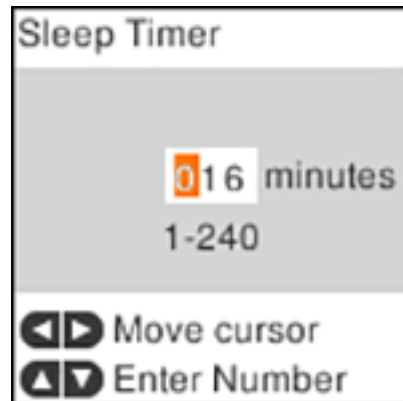 Sleep Timer
016 minutes
1-240
Move cursor
Enter Number